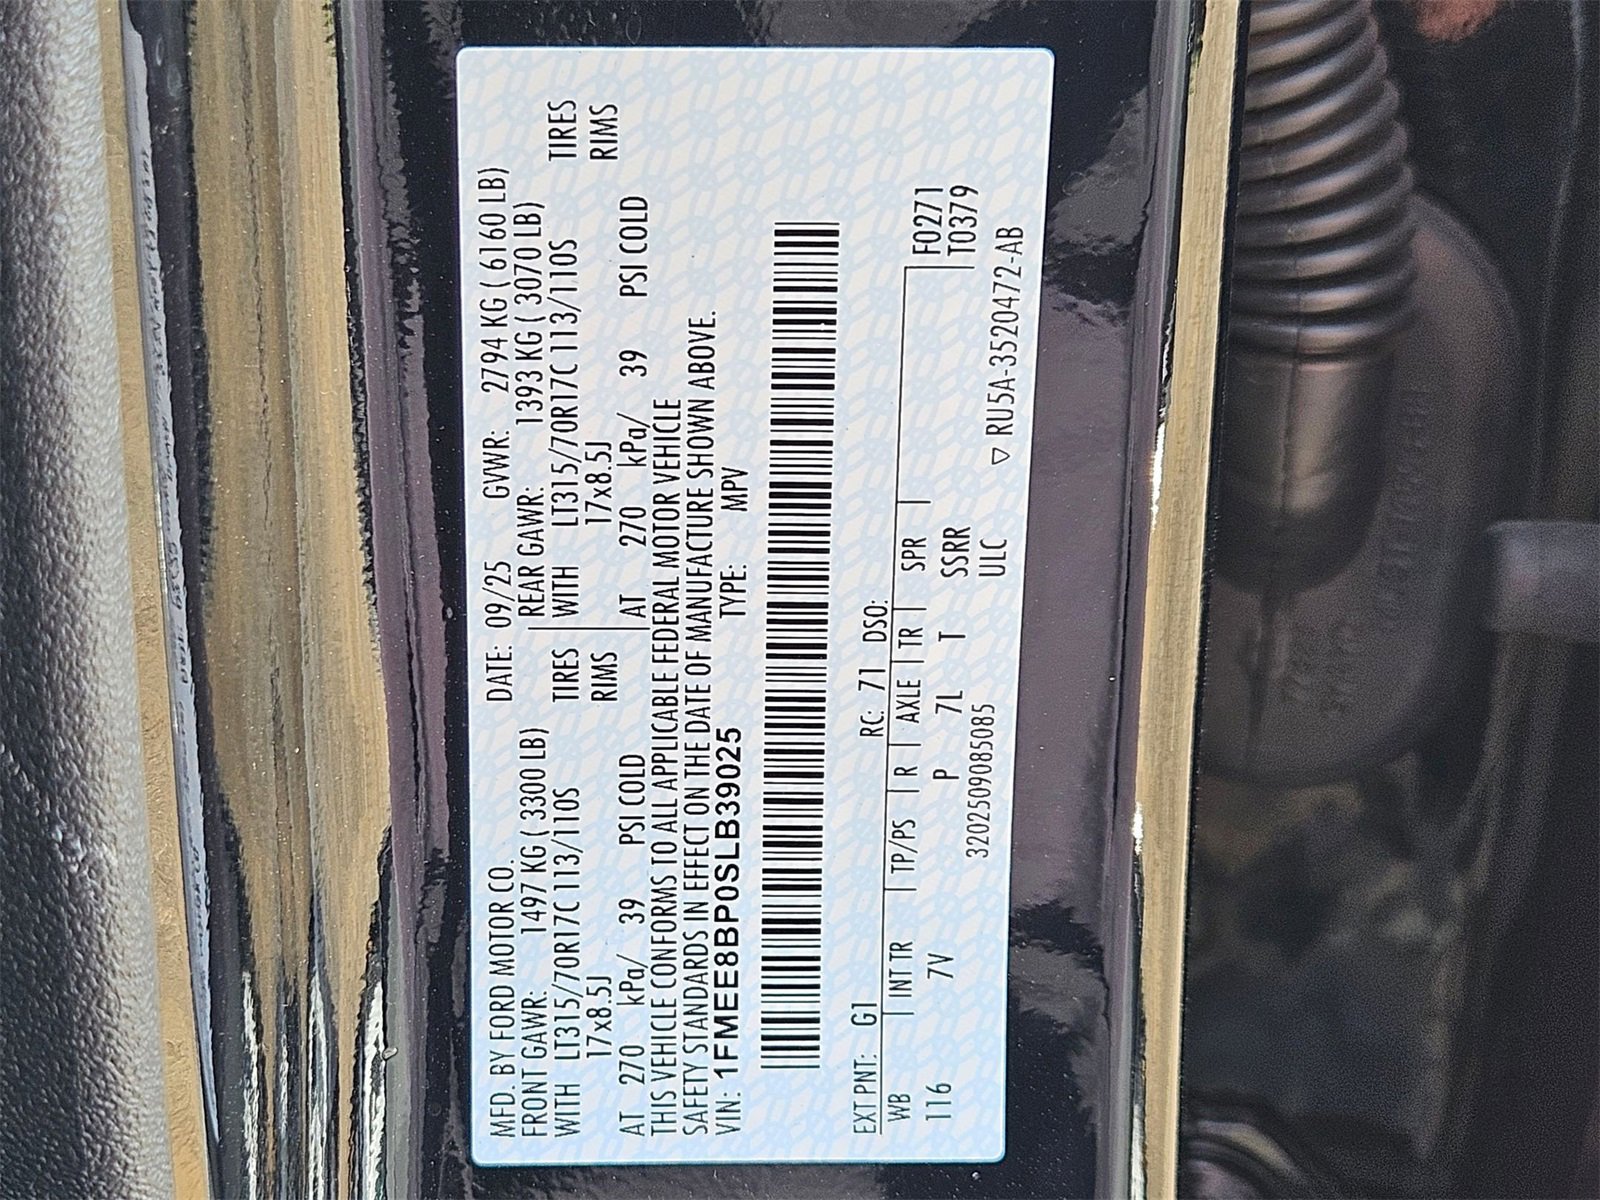 MFD. BY FORD MOTOR CO. DATE: 09/25 GVWR: 2794 KG ( 6160 LB)
FRONT GAWR: 1497 KG ( 3300 LB) REAR GAWR: 1393 KG ( 3070 LB)
WITH LT315/70R17C 113/110S TIRES WITH LT315/70R17C 113/110S TIRES
17x8.5J RIMS 17x8.5J RIMS
AT 270 kPa/ 39 PSI COLD AT 270 kPa/ 39 PSI COLD
THIS VEHICLE CONFORMS TO ALL APPLICABLE FEDERAL MOTOR VEHICLE
SAFETY STANDARDS IN EFFECT ON THE DATE OF MANUFACTURE SHOWN ABOVE.
VIN: 1FMEE8BP0SLB39025 TYPE: MPV
EXT PNT: G1 RC: 71 DSO:
WB INT TR TP/PS R AXLE TR SPR F0271
116 7V P 7L T SSRR T0379
3202509085085 ULC ▽ RU5A-3520472-AB